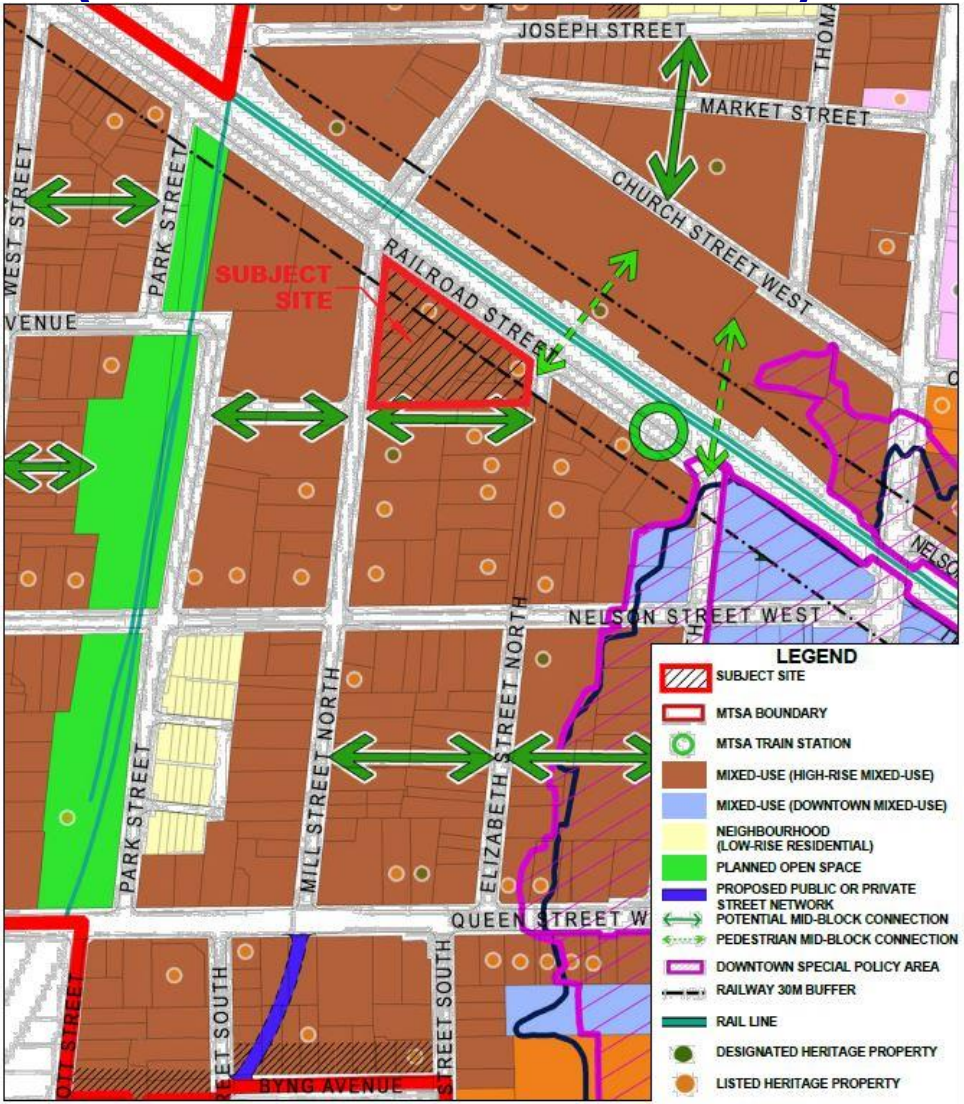 JOSEPH STREET
THOMA
MARKET STREET
CHURCH STREET WEST
WEST STREET
PARK STREET
RAILROAD STREET
SUBJECT
SITE
VENUE
NELSO
NELSON STREET WEST
H
MILL STREET NORTH
ELIZABETH STREET NORTH
PARK STREET
QUEEN STREET W
OTT STREET
REET SOUTH
STREET SOUTH
BYNG AVENUE
LEGEND
SUBJECT SITE
MTSA BOUNDARY
MTSA TRAIN STATION
MIXED-USE (HIGH-RISE MIXED-USE)
MIXED-USE (DOWNTOWN MIXED-USE)
NEIGHBOURHOOD
(LOW-RISE RESIDENTIAL)
PLANNED OPEN SPACE
PROPOSED PUBLIC OR PRIVATE
STREET NETWORK
POTENTIAL MID-BLOCK CONNECTION
PEDESTRIAN MID-BLOCK CONNECTION
DOWNTOWN SPECIAL POLICY AREA
RAILWAY 30M BUFFER
RAIL LINE
DESIGNATED HERITAGE PROPERTY
LISTED HERITAGE PROPERTY